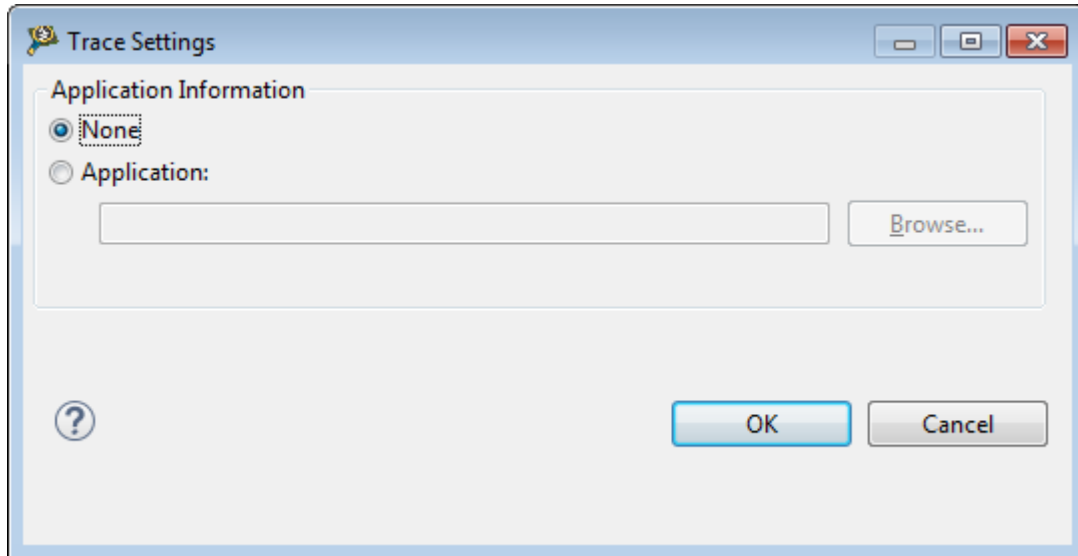 Trace Settings
Application Information
None
Application:
Browse...
?
OK
Cancel